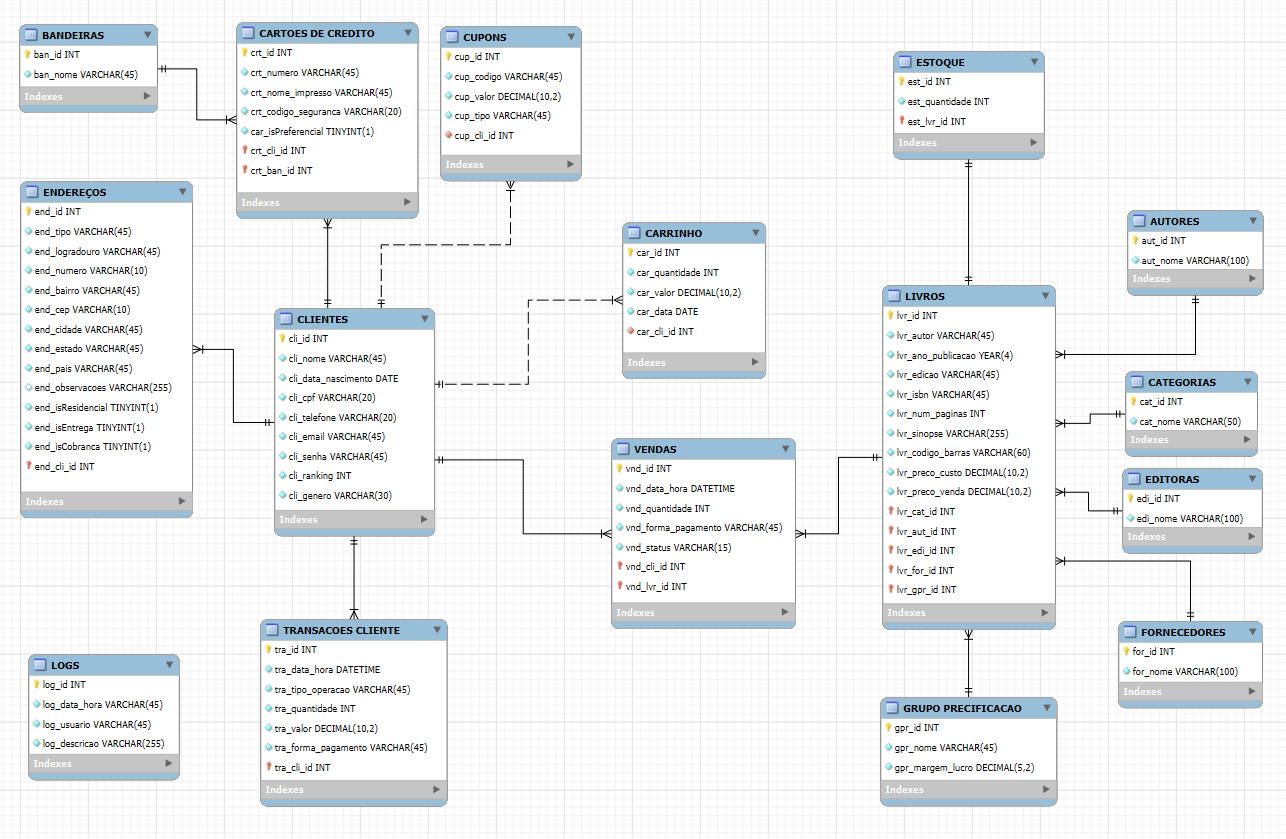 BANDEIRAS
ban_id INT
ban_nome VARCHAR(45)
Indexes
CARTOES DE CREDITO
crt_id INT
crt_numero VARCHAR(45)
crt_nome_impresso VARCHAR(45)
crt_codigo_seguranca VARCHAR(20)
car_isPreferencial TINYINT(1)
crt_cli_id INT
crt_ban_id INT
Indexes
CUPONS
cup_id INT
cup_codigo VARCHAR(45)
cup_valor DECIMAL(10,2)
cup_tipo VARCHAR(45)
cup_cli_id INT
Indexes
ESTOQUE
est_id INT
est_quantidade INT
est_lvr_id INT
Indexes
ENDEREÇOS
end_id INT
end_tipo VARCHAR(45)
end_logradouro VARCHAR(45)
end_numero VARCHAR(10)
end_bairro VARCHAR(45)
end_cep VARCHAR(10)
end_cidade VARCHAR(45)
end_estado VARCHAR(45)
end_pais VARCHAR(45)
end_observacoes VARCHAR(255)
end_isResidencial TINYINT(1)
end_isEntrega TINYINT(1)
end_isCobranca TINYINT(1)
end_cli_id INT
Indexes
CARRINHO
car_id INT
car_quantidade INT
car_valor DECIMAL(10,2)
car_data DATE
car_cli_id INT
Indexes
AUTORES
aut_id INT
aut_nome VARCHAR(100)
Indexes
CLIENTES
cli_id INT
cli_nome VARCHAR(45)
cli_data_nascimento DATE
cli_cpf VARCHAR(20)
cli_telefone VARCHAR(20)
cli_email VARCHAR(45)
cli_senha VARCHAR(45)
cli_ranking INT
cli_genero VARCHAR(30)
Indexes
LIVROS
lvr_id INT
lvr_autor VARCHAR(45)
lvr_ano_publicacao YEAR(4)
lvr_edicao VARCHAR(45)
lvr_isbn VARCHAR(45)
lvr_num_paginas INT
lvr_sinopse VARCHAR(255)
lvr_codigo_barras VARCHAR(60)
lvr_preco_custo DECIMAL(10,2)
lvr_preco_venda DECIMAL(10,2)
lvr_cat_id INT
lvr_aut_id INT
lvr_edi_id INT
lvr_for_id INT
lvr_gpr_id INT
Indexes
CATEGORIAS
cat_id INT
cat_nome VARCHAR(50)
Indexes
VENDAS
vnd_id INT
vnd_data_hora DATETIME
vnd_quantidade INT
vnd_forma_pagamento VARCHAR(45)
vnd_status VARCHAR(15)
vnd_cli_id INT
vnd_lvr_id INT
Indexes
EDITORAS
edi_id INT
edi_nome VARCHAR(100)
Indexes
LOGS
log_id INT
log_data_hora VARCHAR(45)
log_usuario VARCHAR(45)
log_descricao VARCHAR(255)
Indexes
TRANSACOES CLIENTE
tra_id INT
tra_data_hora DATETIME
tra_tipo_operacao VARCHAR(45)
tra_quantidade INT
tra_valor DECIMAL(10,2)
tra_forma_pagamento VARCHAR(45)
tra_cli_id INT
Indexes
FORNECEDORES
for_id INT
for_nome VARCHAR(100)
Indexes
GRUPO PRECIFICACAO
gpr_id INT
gpr_nome VARCHAR(45)
gpr_margem_lucro DECIMAL(5,2)
Indexes